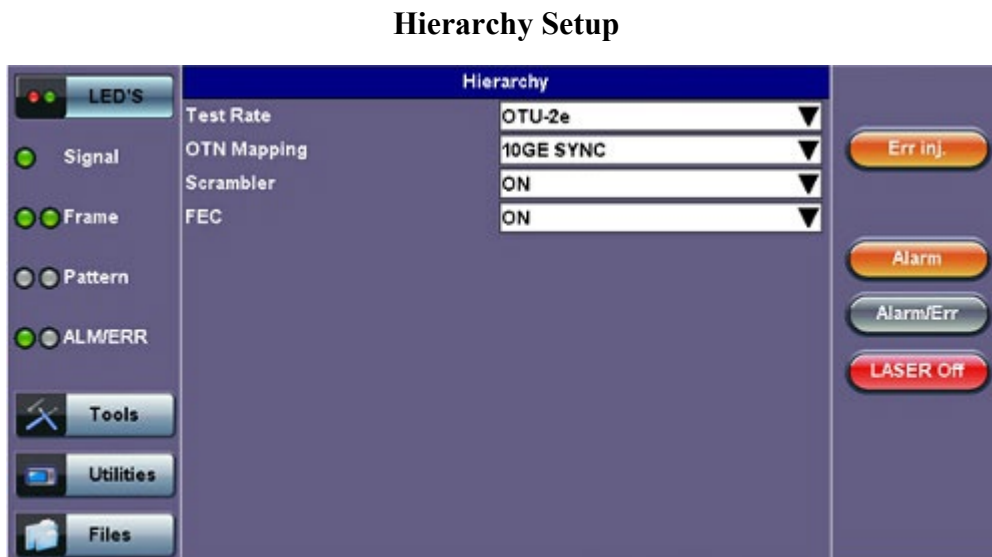 Hierarchy Setup
LED'S
Hierarchy
Test Rate OTU-2e
OTN Mapping 10GE SYNC
Scrambler ON
FEC ON
Signal
Frame
Pattern
ALM/ERR
Tools
Utilities
Files
Err inj.
Alarm
Alarm/Err
LASER Off